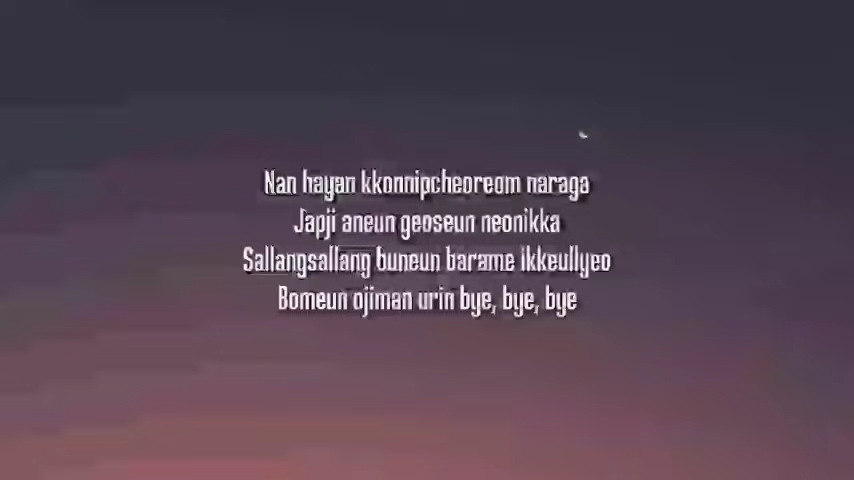 Nan hayan kkonnipcheoreom naraga
Japji aneun geoseun neonikka
Sallangsallang buneun barame ikkeullyeo
Bomeun ojiman urin bye, bye, bye